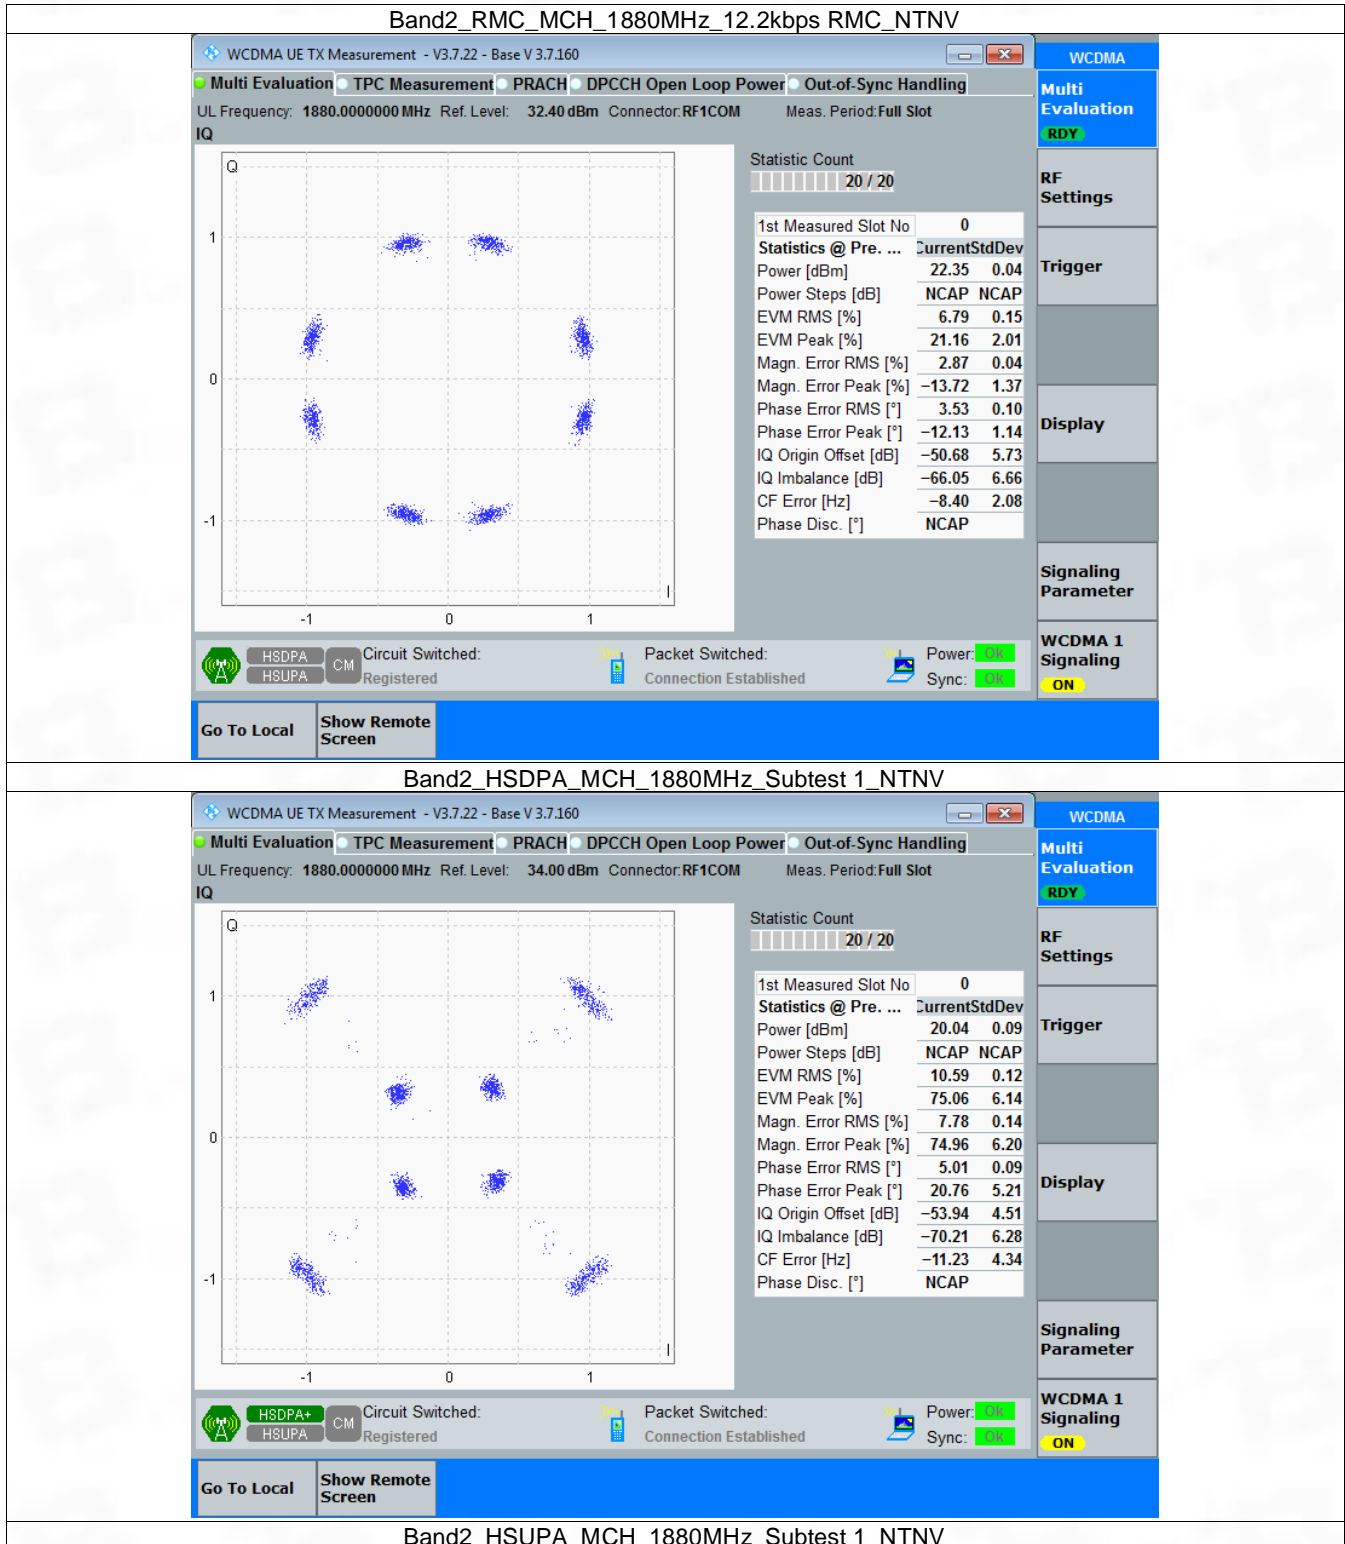 Band2_RMC_MCH_1880MHz_12.2kbps RMC_NTNV
WCDMA UE TX Measurement - V3.7.22 - Base V 3.7.160
WCDMA
Multi Evaluation TPC Measurement PRACH DPCCH Open Loop Power Out-of-Sync Handling
Multi
Evaluation
RDY
UL Frequency: 1880.0000000 MHz Ref. Level: 32.40 dBm Connector: RF1COM Meas. Period: Full Slot
IQ
Q
1
0
-1
-1 0 1
I
Statistic Count
20 / 20
1st Measured Slot No 0
Statistics @ Pre. ... Current StdDev
Power [dBm] 22.35 0.04
Power Steps [dB] NCAP NCAP
EVM RMS [%] 6.79 0.15
EVM Peak [%] 21.16 2.01
Magn. Error RMS [%] 2.87 0.04
Magn. Error Peak [%] −13.72 1.37
Phase Error RMS [°] 3.53 0.10
Phase Error Peak [°] −12.13 1.14
IQ Origin Offset [dB] −50.68 5.73
IQ Imbalance [dB] −66.05 6.66
CF Error [Hz] −8.40 2.08
Phase Disc. [°] NCAP
RF
Settings
Trigger
Display
Signaling
Parameter
WCDMA 1
Signaling
ON
HSDPA
HSUPA
CM
Circuit Switched:
Registered
Packet Switched:
Connection Established
Power: Ok
Sync: Ok
Go To Local
Show Remote
Screen
Band2_HSDPA_MCH_1880MHz_Subtest 1_NTNV
WCDMA UE TX Measurement - V3.7.22 - Base V 3.7.160
WCDMA
Multi Evaluation TPC Measurement PRACH DPCCH Open Loop Power Out-of-Sync Handling
Multi
Evaluation
RDY
UL Frequency: 1880.0000000 MHz Ref. Level: 34.00 dBm Connector: RF1COM Meas. Period: Full Slot
IQ
Q
1
0
-1
-1 0 1
I
Statistic Count
20 / 20
1st Measured Slot No 0
Statistics @ Pre. ... Current StdDev
Power [dBm] 20.04 0.09
Power Steps [dB] NCAP NCAP
EVM RMS [%] 10.59 0.12
EVM Peak [%] 75.06 6.14
Magn. Error RMS [%] 7.78 0.14
Magn. Error Peak [%] 74.96 6.20
Phase Error RMS [°] 5.01 0.09
Phase Error Peak [°] 20.76 5.21
IQ Origin Offset [dB] −53.94 4.51
IQ Imbalance [dB] −70.21 6.28
CF Error [Hz] −11.23 4.34
Phase Disc. [°] NCAP
RF
Settings
Trigger
Display
Signaling
Parameter
WCDMA 1
Signaling
ON
HSDPA+
HSUPA
CM
Circuit Switched:
Registered
Packet Switched:
Connection Established
Power: Ok
Sync: Ok
Go To Local
Show Remote
Screen
Band2_HSUPA_MCH_1880MHz_Subtest 1_NTNV